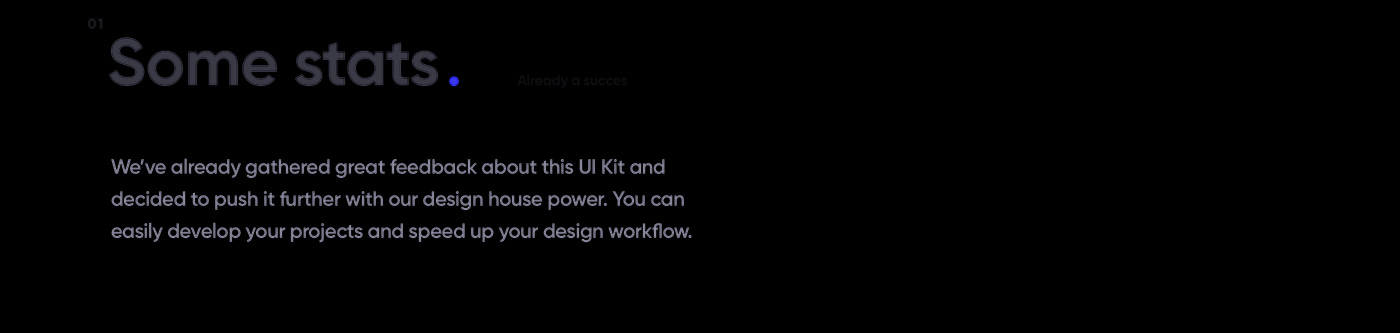 01
Some stats.
Already a succes
We’ve already gathered great feedback about this UI Kit and
decided to push it further with our design house power. You can
easily develop your projects and speed up your design workflow.